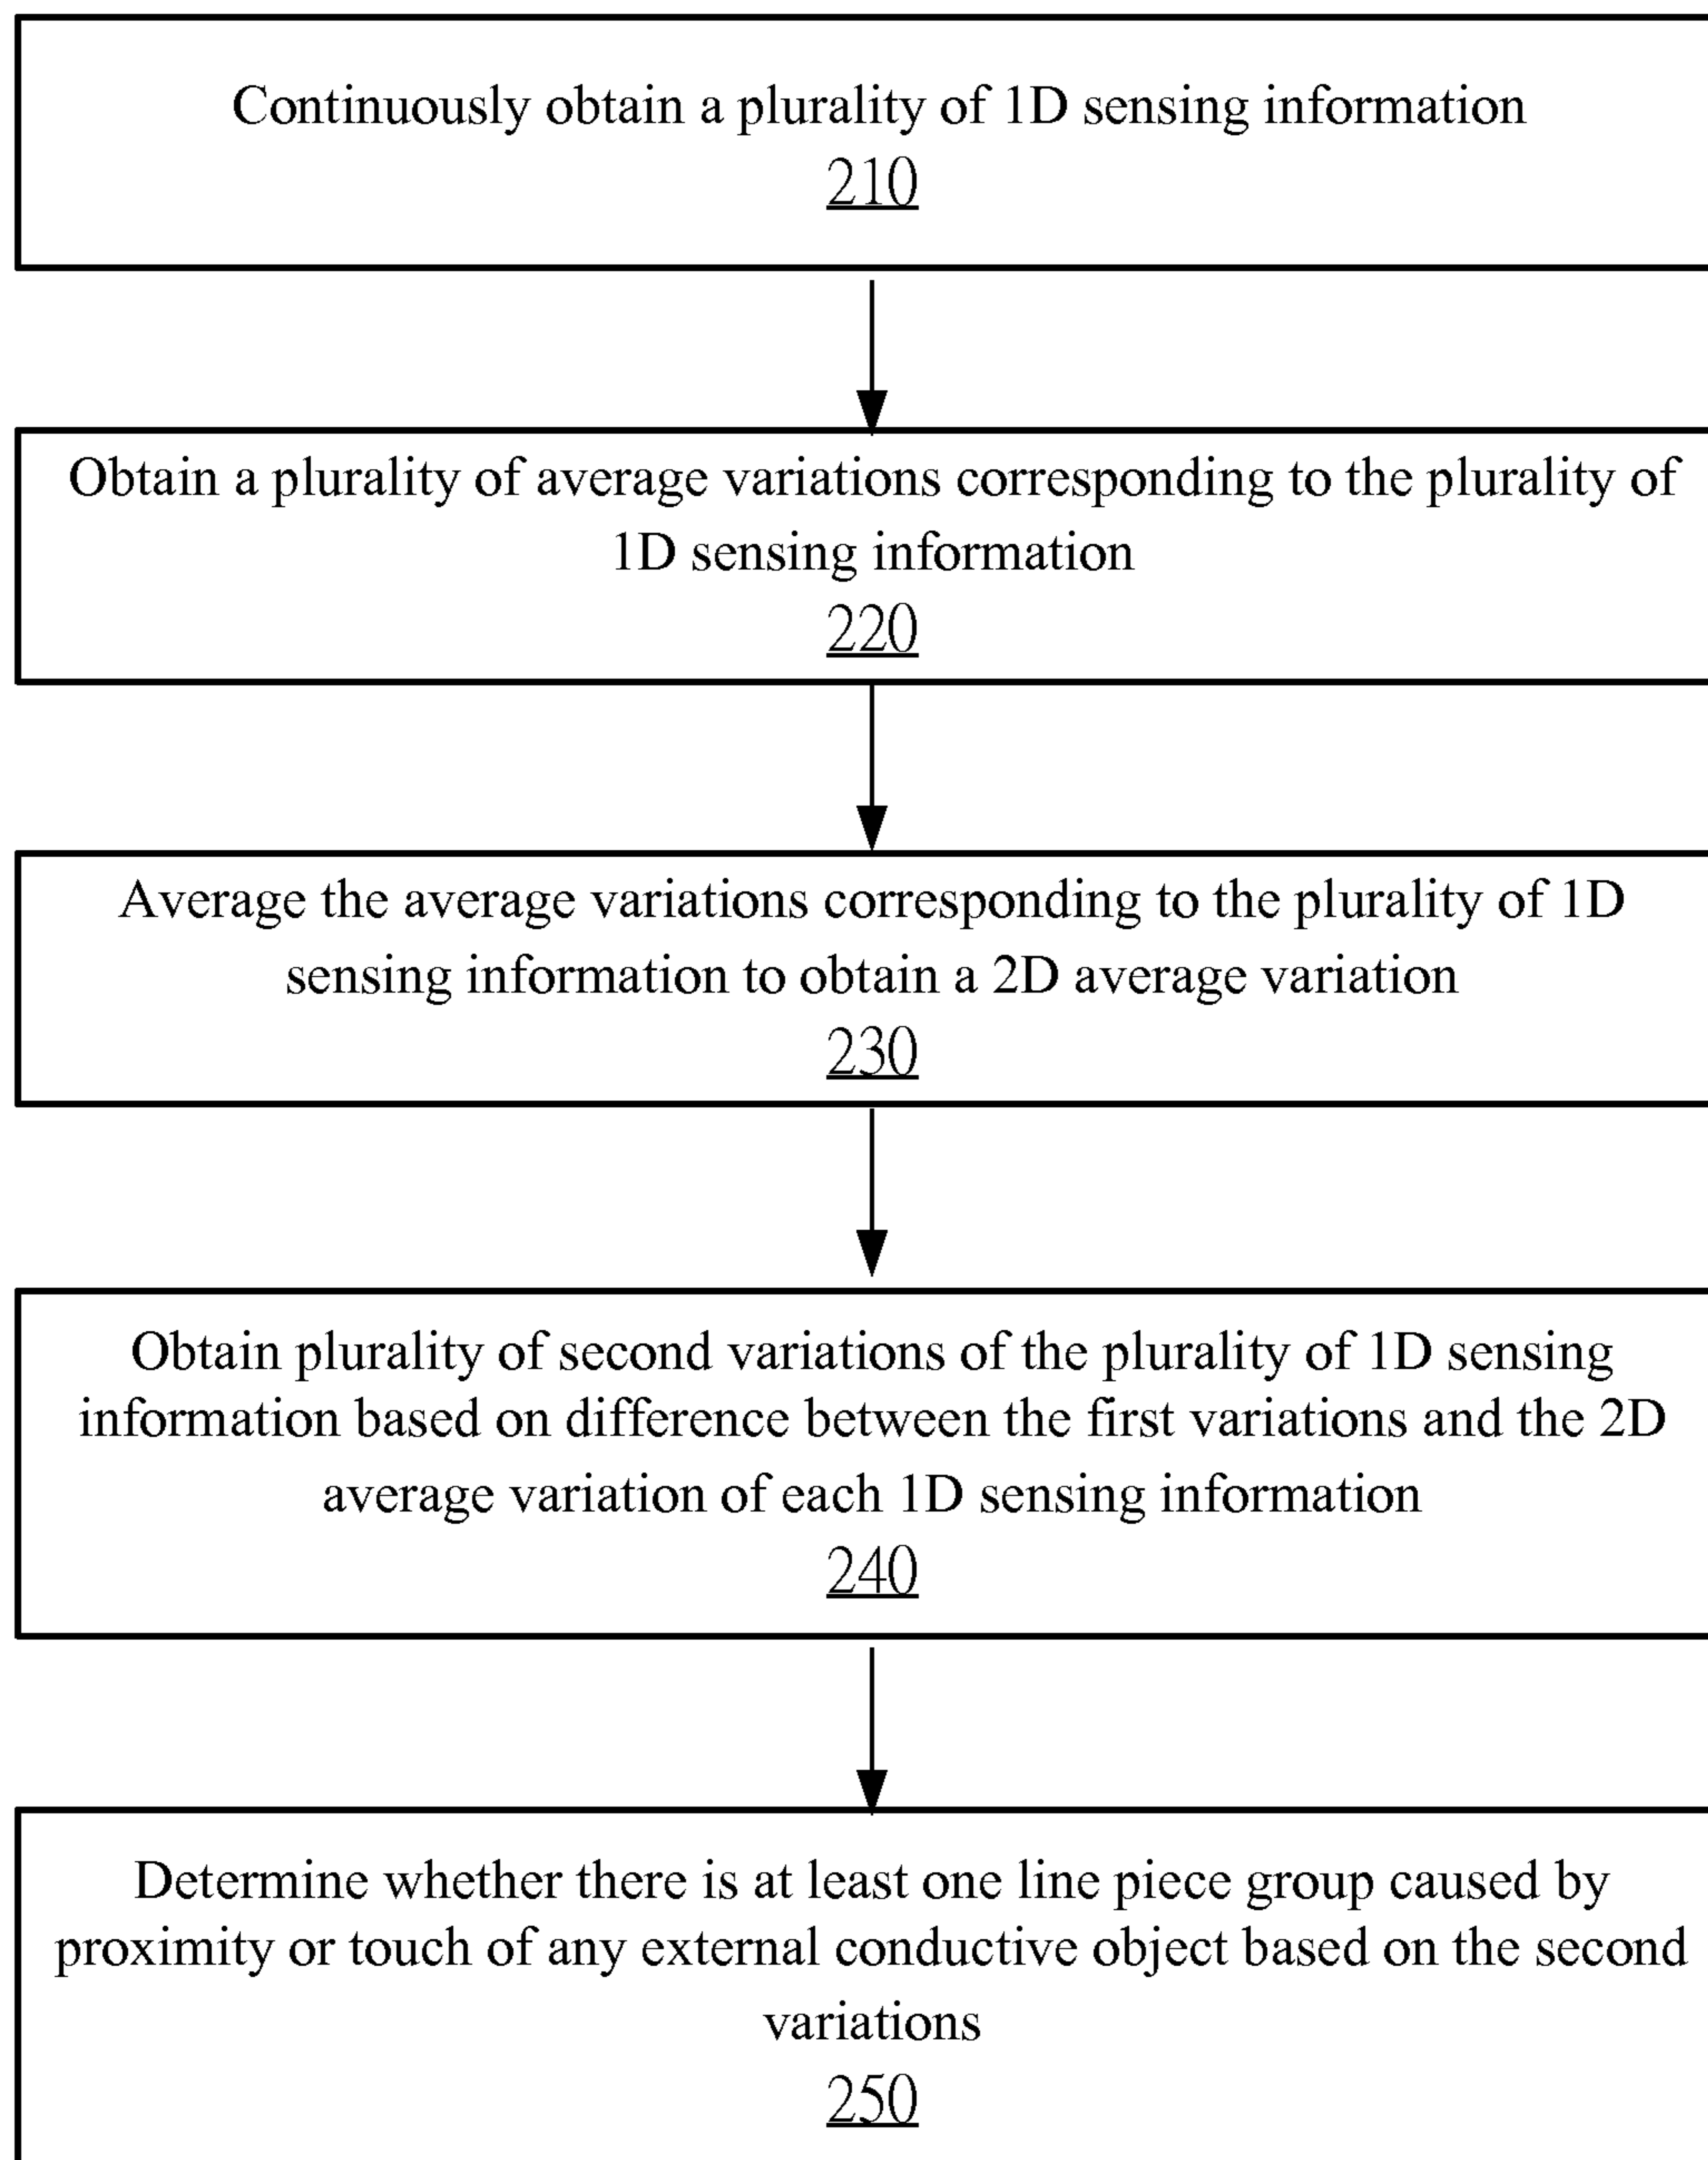 Continuously obtain a plurality of 1D sensing information
210
Obtain a plurality of average variations corresponding to the plurality of
1D sensing information
220
Average the average variations corresponding to the plurality of 1D
sensing information to obtain a 2D average variation
230
Obtain plurality of second variations of the plurality of 1D sensing
information based on difference between the first variations and the 2D
average variation of each 1D sensing information
240
Determine whether there is at least one line piece group caused by
proximity or touch of any external conductive object based on the second
variations
250